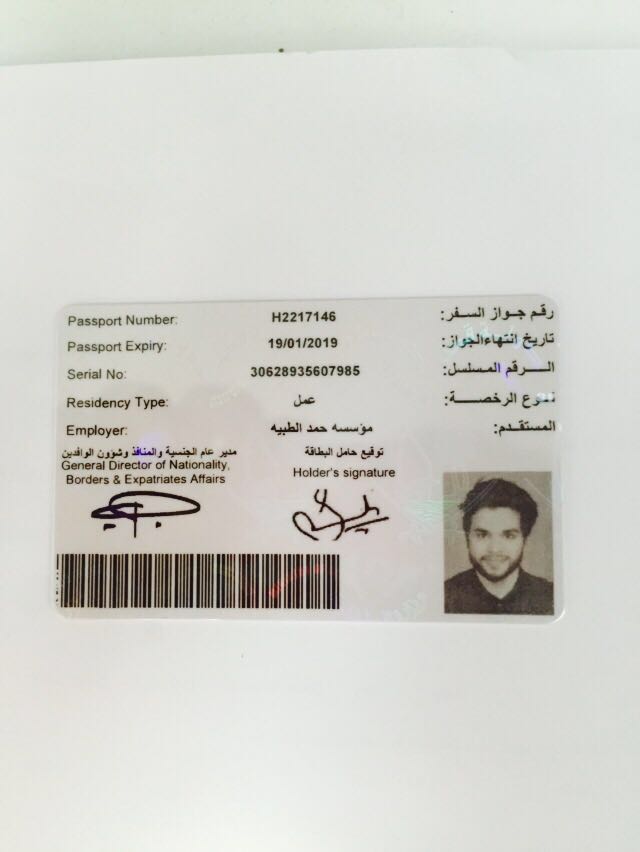 Passport Number: H2217146 رقم جواز السفر:
Passport Expiry: 19/01/2019 تاريخ انتهاءالجواز:
Serial No: 30628935607985 الرقم المسلسل:
Residency Type: عمل نوع الرخصة:
Employer: مؤسسه حمد الطبيه المستقدم:
مدير عام الجنسية والمنافذ وشؤون الوافدين توقيع حامل البطاقة
General Director of Nationality, Holder's signature
Borders & Expatriates Affairs